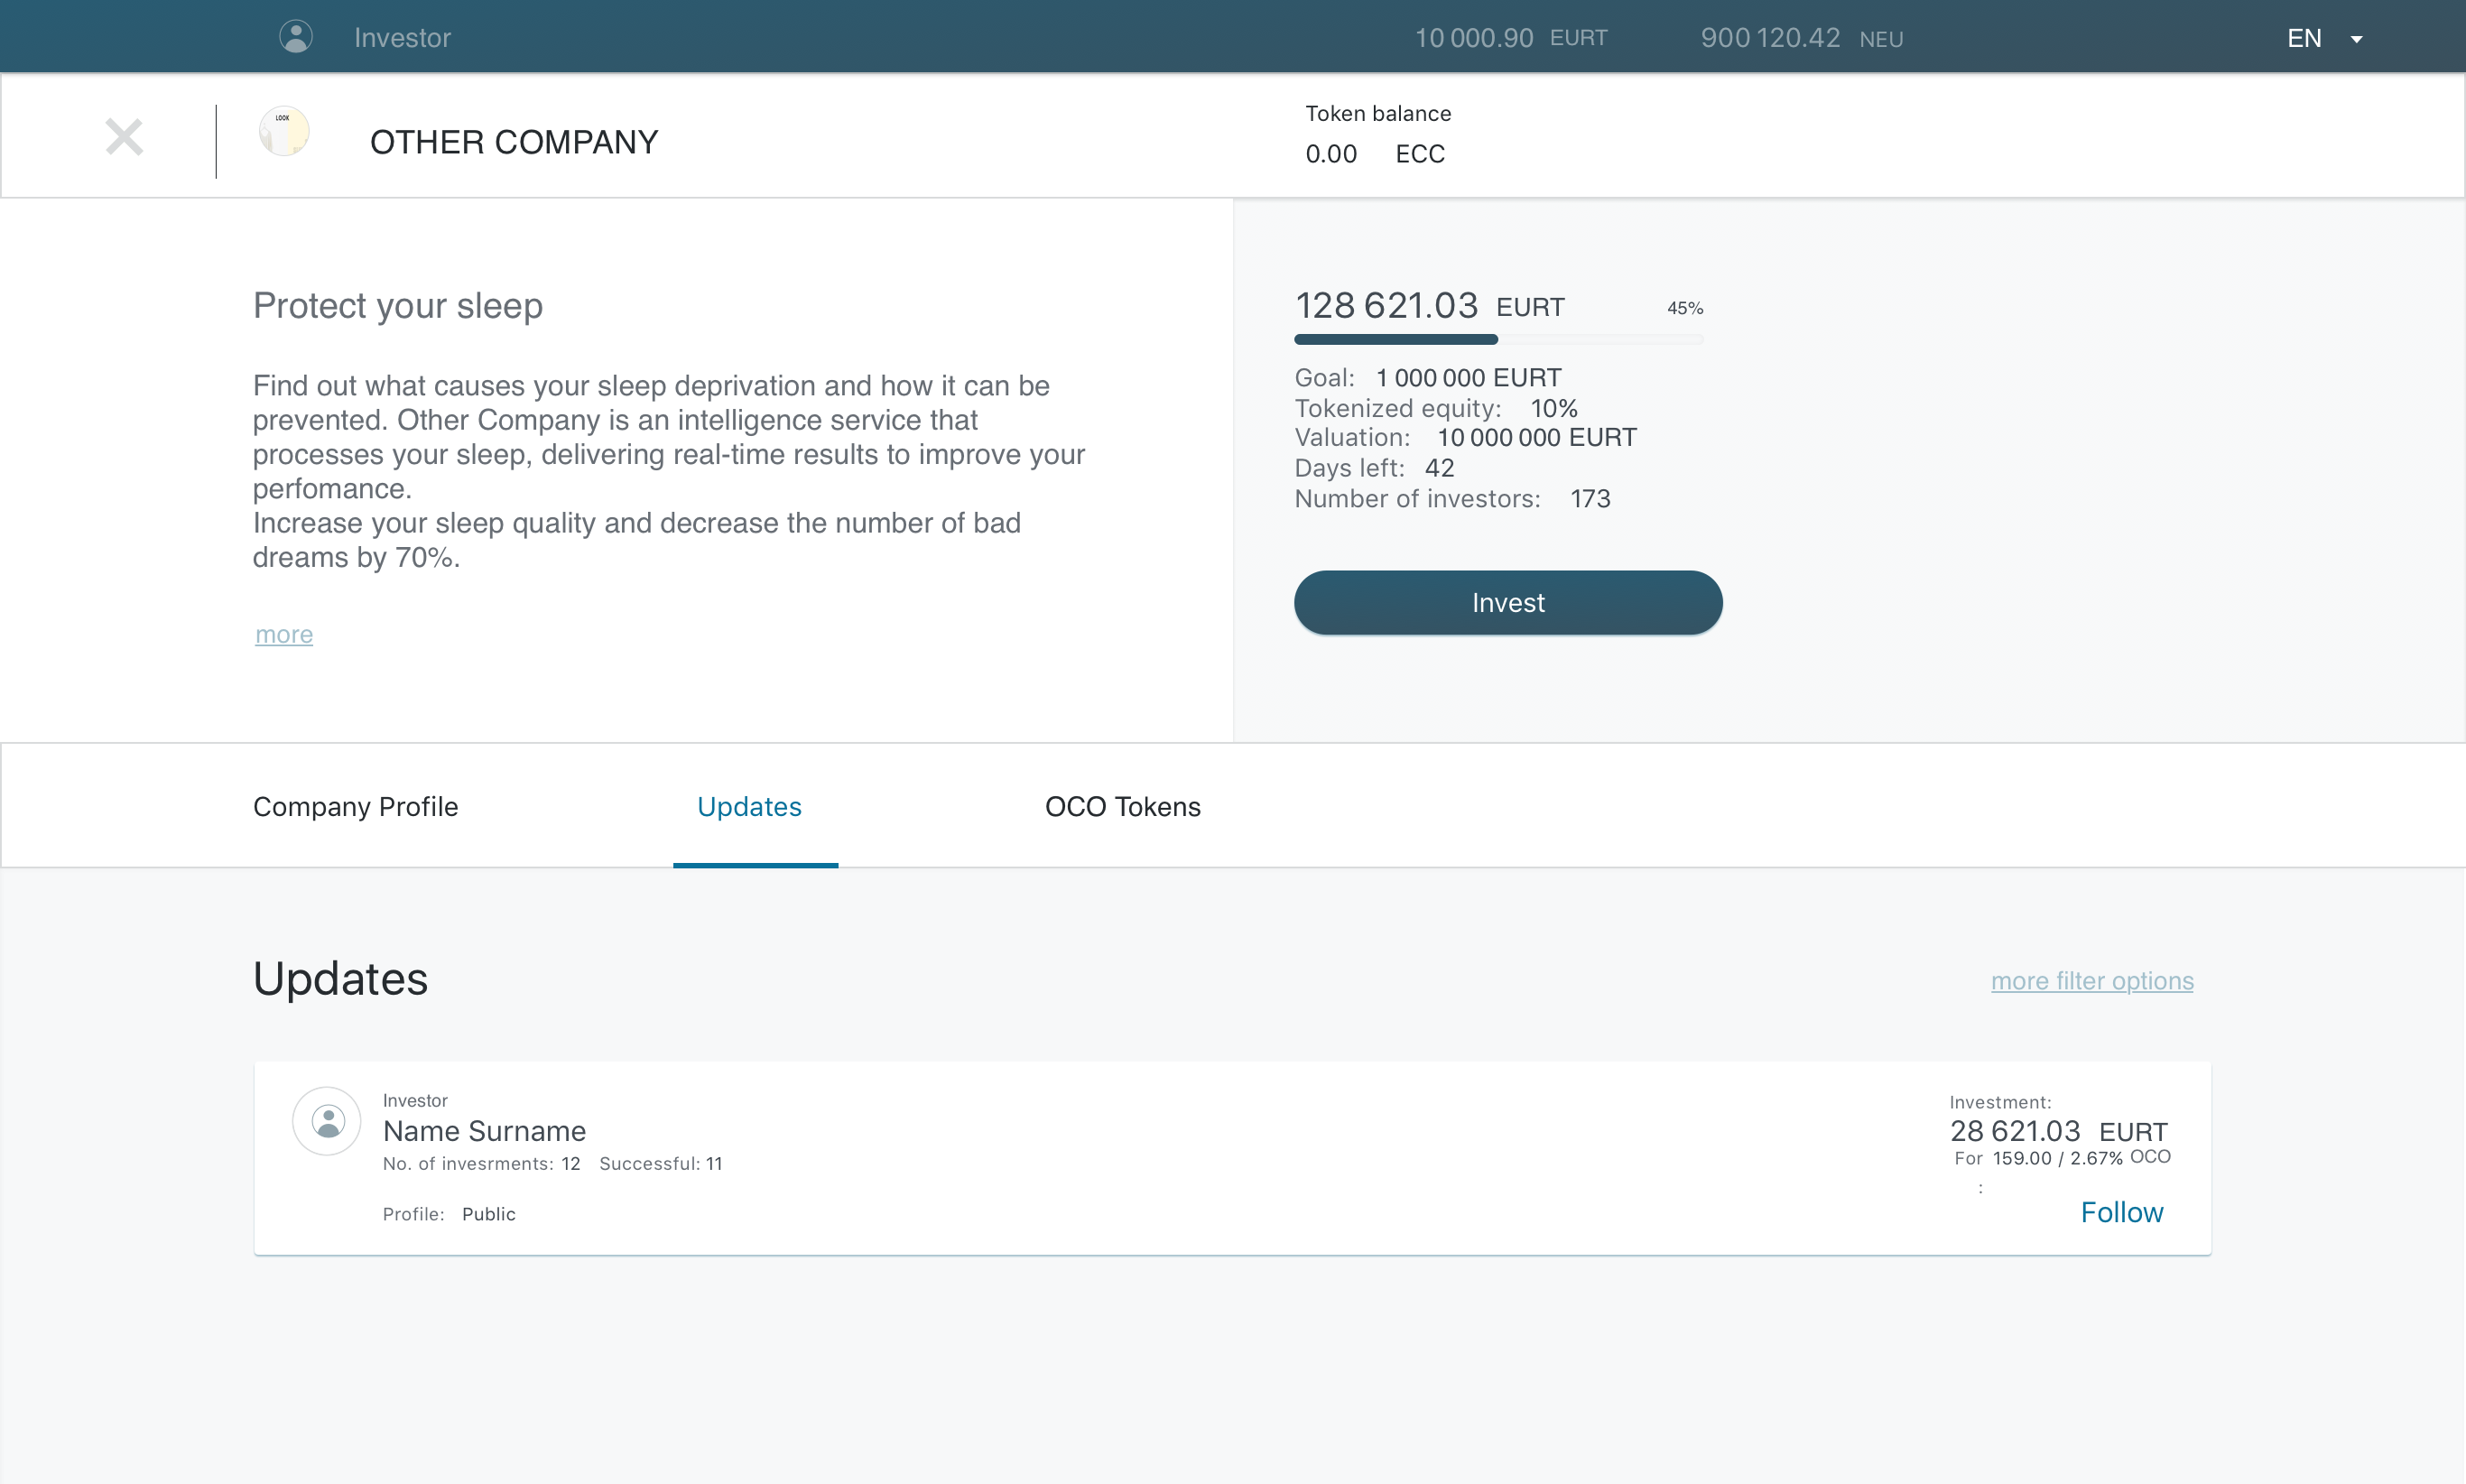 Investor 10 000.90 EURT 900 120.42 NEU EN
LOOK
OTHER COMPANY
Token balance
0.00 ECC
Protect your sleep
Find out what causes your sleep deprivation and how it can be
prevented. Other Company is an intelligence service that
processes your sleep, delivering real-time results to improve your
perfomance.
Increase your sleep quality and decrease the number of bad
dreams by 70%.
more
128 621.03 EURT 45%
Goal: 1 000 000 EURT
Tokenized equity: 10%
Valuation: 10 000 000 EURT
Days left: 42
Number of investors: 173
Invest
Company Profile Updates OCO Tokens
Updates
more filter options
Investor
Name Surname
No. of invesrments: 12 Successful: 11
Profile: Public
Investment:
28 621.03 EURT
For 159.00 / 2.67% OCO
:
Follow